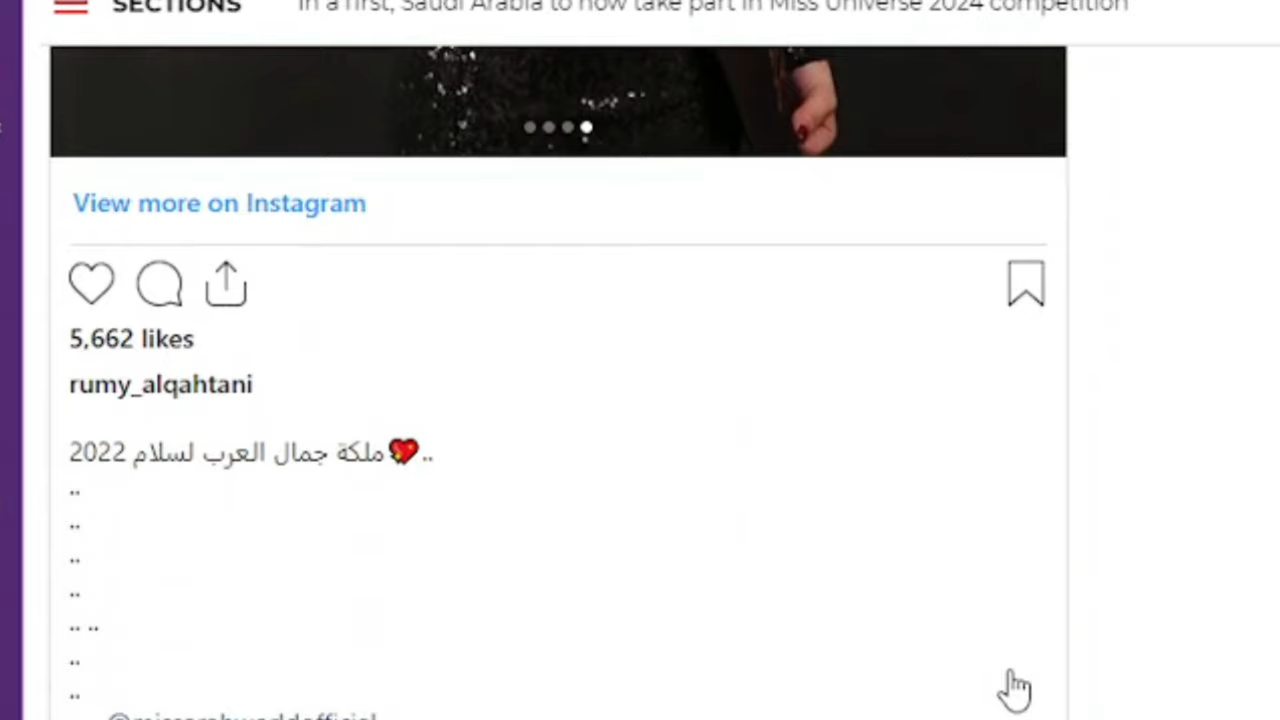 SECTIONS
In a first, Saudi Arabia to now take part in Miss Universe 2024 competition
View more on Instagram
5,662 likes
rumy_alqahtani
ملكة جمال العرب لسلام 2022💖..
..
..
..
..
.. ..
..
..
@missarabworldofficial